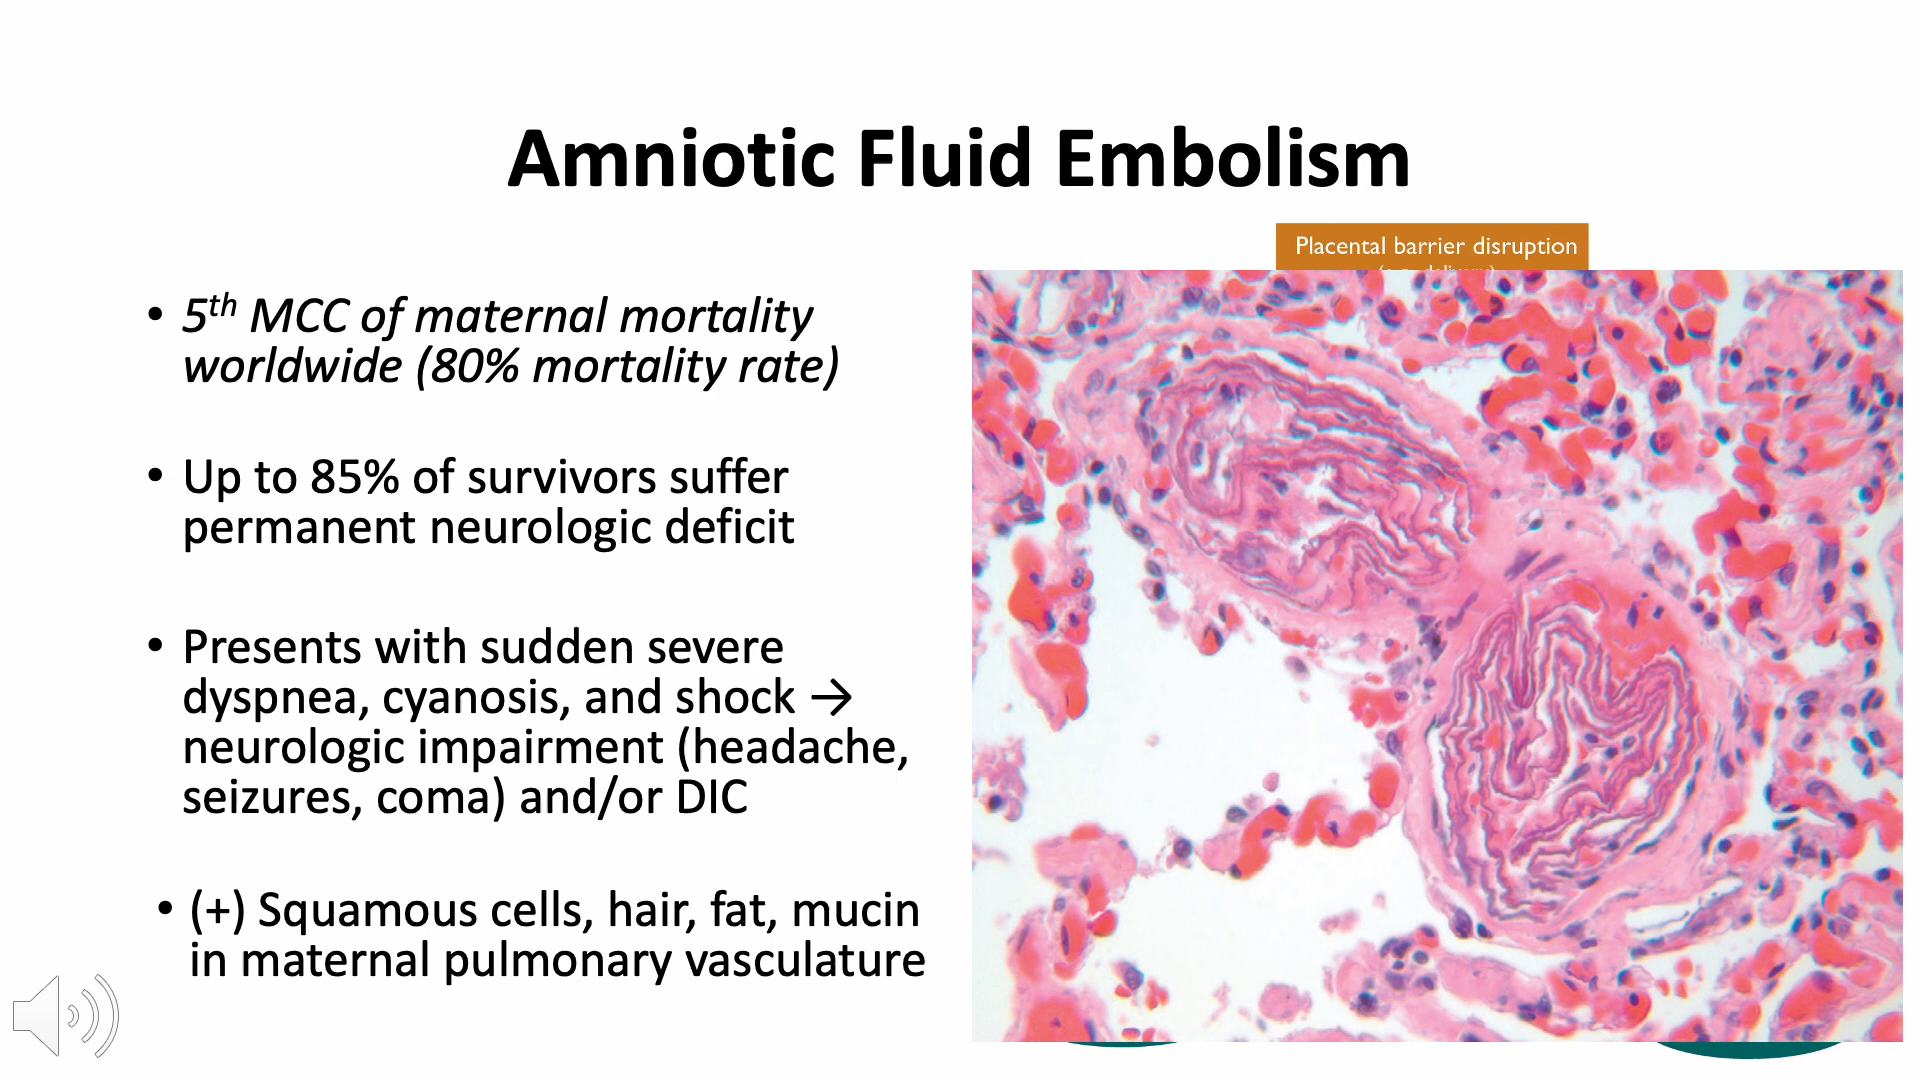 Amniotic Fluid Embolism
Placental barrier disruption
• 5th MCC of maternal mortality
worldwide (80% mortality rate)
• Up to 85% of survivors suffer
permanent neurologic deficit
• Presents with sudden severe
dyspnea, cyanosis, and shock →
neurologic impairment (headache,
seizures, coma) and/or DIC
• (+) Squamous cells, hair, fat, mucin
in maternal pulmonary vasculature